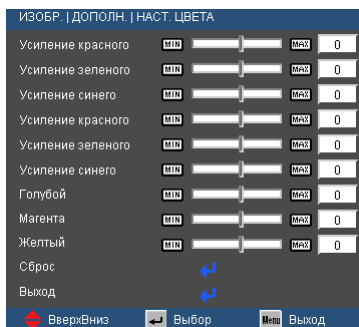 ИЗОБР. | ДОПОЛН. | НАСТ. ЦВЕТА
Усиление красного MIN MAX 0
Усиление зеленого MIN MAX 0
Усиление синего MIN MAX 0
Усиление красного MIN MAX 0
Усиление зеленого MIN MAX 0
Усиление синего MIN MAX 0
Голубой MIN MAX 0
Магента MIN MAX 0
Желтый MIN MAX 0
Сброс
Выход
ВверхВниз Выбор Menu Выход